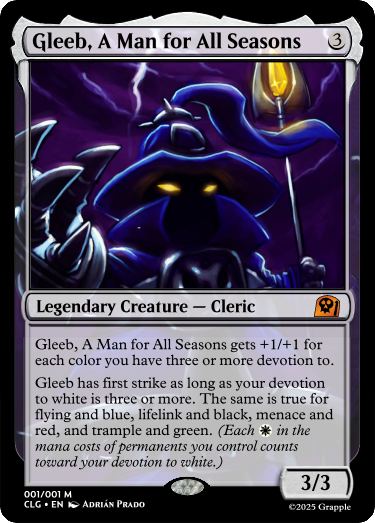 Gleeb, A Man for All Seasons 3
Legendary Creature — Cleric
Gleeb, A Man for All Seasons gets +1/+1 for
each color you have three or more devotion to.
Gleeb has first strike as long as your devotion
to white is three or more. The same is true for
flying and blue, lifelink and black, menace and
red, and trample and green. (Each in the
mana costs of permanents you control counts
toward your devotion to white.)
3/3
001/001 M
CLG • EN Adrián Prado
©2025 Grapple